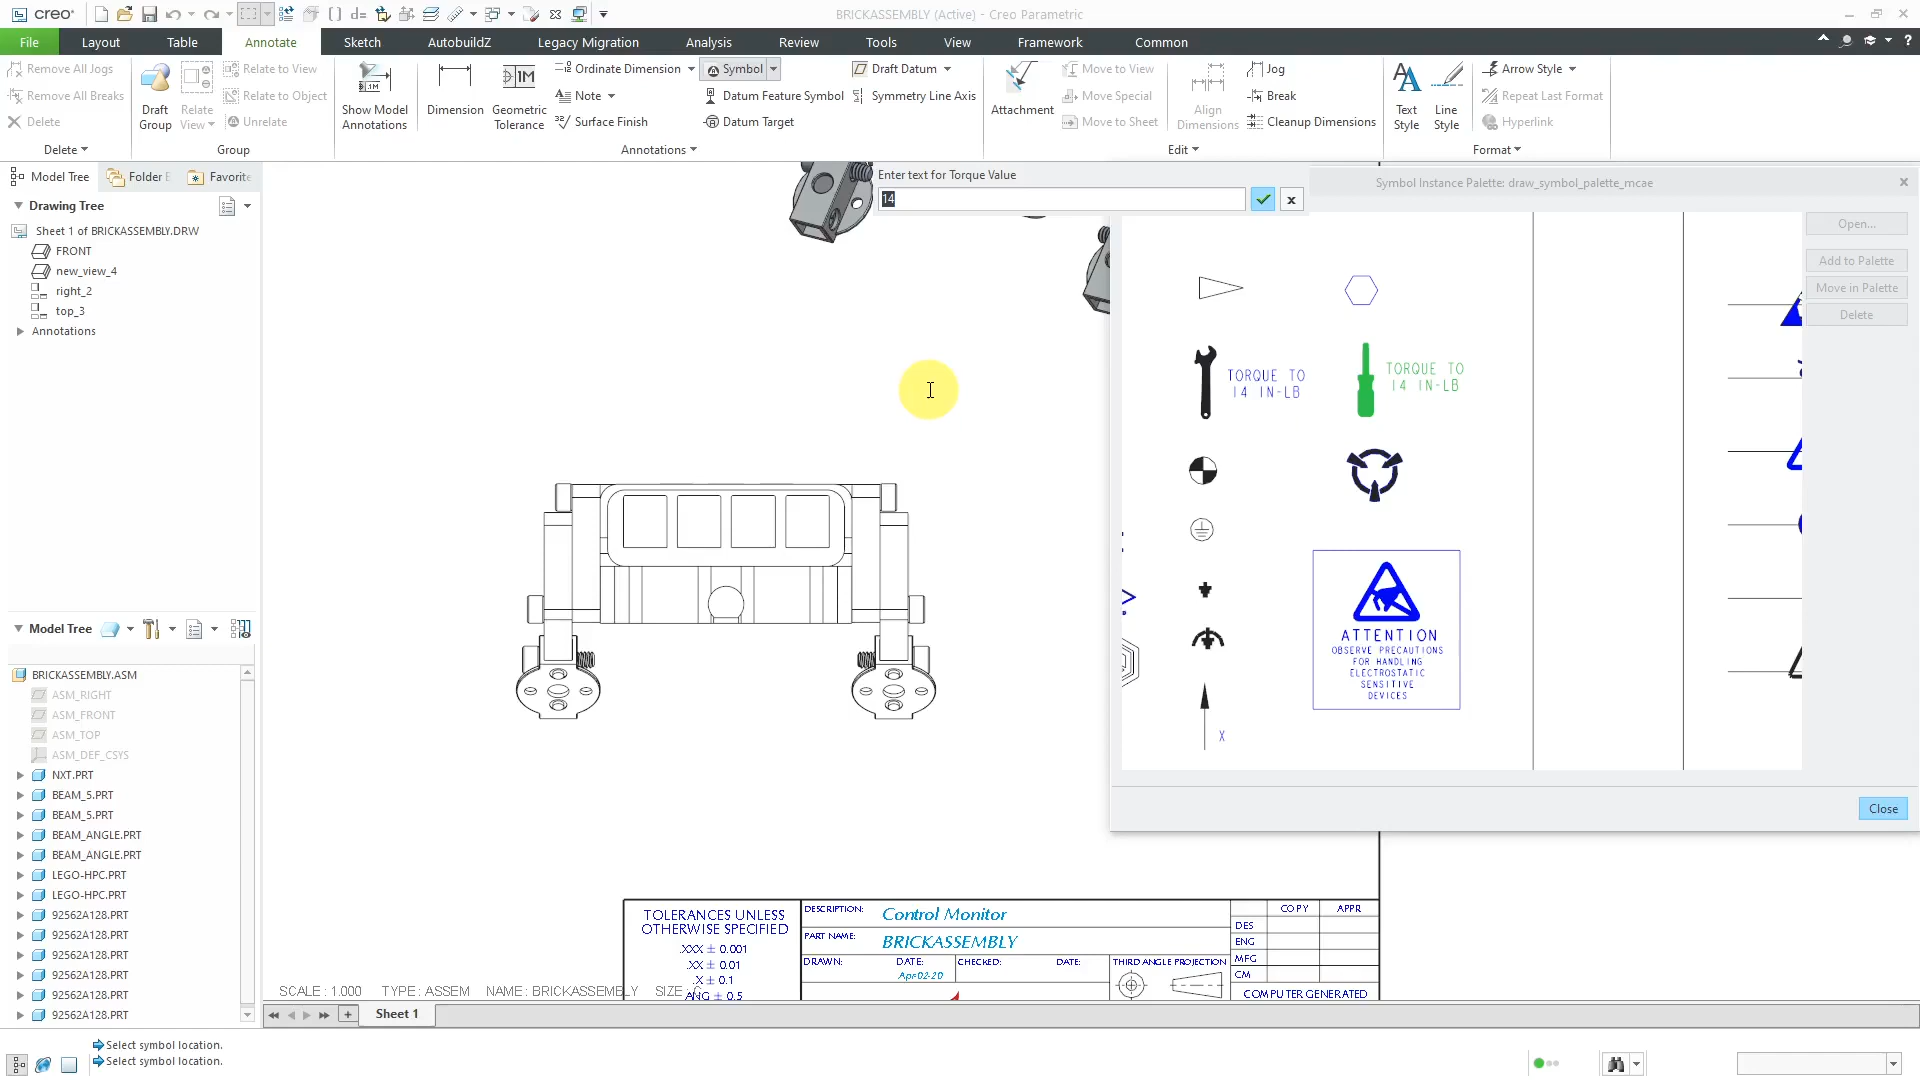 creo
BRICKASSEMBLY (Active) - Creo Parametric
File
Layout
Table
Annotate
Sketch
AutobuildZ
Legacy Migration
Analysis
Review
Tools
View
Framework
Common
Remove All Jogs
Remove All Breaks
Delete
Delete
Draft Group
Relate View
Relate to View
Relate to Object
Unrelate
Group
Show Model Annotations
Dimension
Geometric Tolerance
Ordinate Dimension
Note
Surface Finish
Symbol
Datum Feature Symbol
Datum Target
Draft Datum
Symmetry Line Axis
Annotations
Attachment
Move to View
Move Special
Move to Sheet
Align Dimensions
Jog
Break
Cleanup Dimensions
Edit
Text Style
Line Style
Arrow Style
Repeat Last Format
Hyperlink
Format
Model Tree
Folder
Favorite
Drawing Tree
Sheet 1 of BRICKASSEMBLY.DRW
FRONT
new_view_4
right_2
top_3
Annotations
Model Tree
BRICKASSEMBLY.ASM
ASM_RIGHT
ASM_FRONT
ASM_TOP
ASM_DEF_CSYS
NXT.PRT
BEAM_5.PRT
BEAM_5.PRT
BEAM_ANGLE.PRT
BEAM_ANGLE.PRT
LEGO-HPC.PRT
LEGO-HPC.PRT
92562A128.PRT
92562A128.PRT
92562A128.PRT
92562A128.PRT
92562A128.PRT
92562A128.PRT
Enter text for Torque Value
14
x
Symbol Instance Palette: draw_symbol_palette_mcae
Open...
Add to Palette
Move in Palette
Delete
TORQUE TO
14 IN-LB
TORQUE TO
14 IN-LB
ATTENTION
OBSERVE PRECAUTIONS
FOR HANDLING
ELECTROSTATIC
SENSITIVE
DEVICES
X
Close
TOLERANCES UNLESS
OTHERWISE SPECIFIED
.XXX ± 0.001
.XX ± 0.01
.X ± 0.1
ANG ± 0.5
DESCRIPTION: Control Monitor
PART NAME: BRICKASSEMBLY
DRAWN:
DATE:
Apr-02-20
CHECKED:
DATE:
THIRD ANGLE PROJECTION
COPY
APPR
DES
ENG
MFG
CM
COMPUTER GENERATED
SCALE : 1.000 TYPE : ASSEM NAME : BRICKASSEMBLY SIZE : C
Sheet 1
Select symbol location.
Select symbol location.